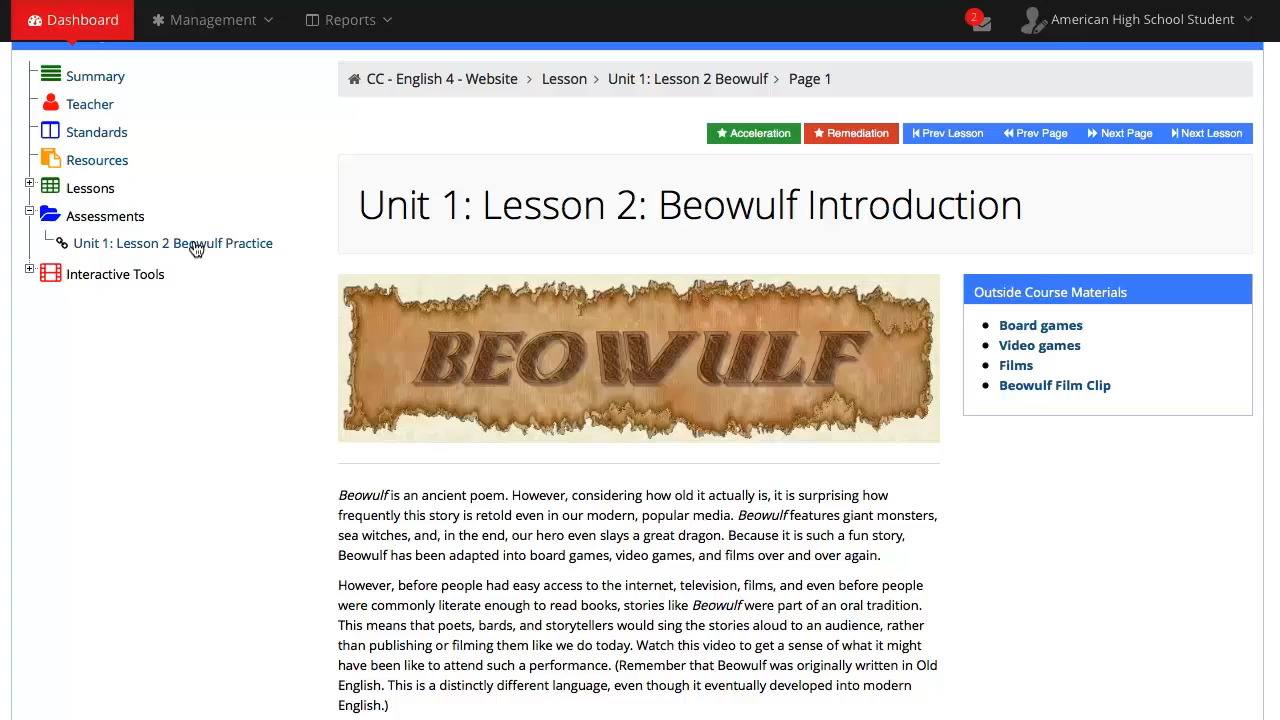 Dashboard
Management
Reports
2
American High School Student
Summary
Teacher
Standards
Resources
Lessons
Assessments
Unit 1: Lesson 2 Beowulf Practice
Interactive Tools
CC - English 4 - Website > Lesson > Unit 1: Lesson 2 Beowulf > Page 1
Acceleration
Remediation
Prev Lesson
Prev Page
Next Page
Next Lesson
Unit 1: Lesson 2: Beowulf Introduction
BEOWULF
Outside Course Materials
Board games
Video games
Films
Beowulf Film Clip
Beowulf is an ancient poem. However, considering how old it actually is, it is surprising how
frequently this story is retold even in our modern, popular media. Beowulf features giant monsters,
sea witches, and, in the end, our hero even slays a great dragon. Because it is such a fun story,
Beowulf has been adapted into board games, video games, and films over and over again.
However, before people had easy access to the internet, television, films, and even before people
were commonly literate enough to read books, stories like Beowulf were part of an oral tradition.
This means that poets, bards, and storytellers would sing the stories aloud to an audience, rather
than publishing or filming them like we do today. Watch this video to get a sense of what it might
have been like to attend such a performance. (Remember that Beowulf was originally written in Old
English. This is a distinctly different language, even though it eventually developed into modern
English.)